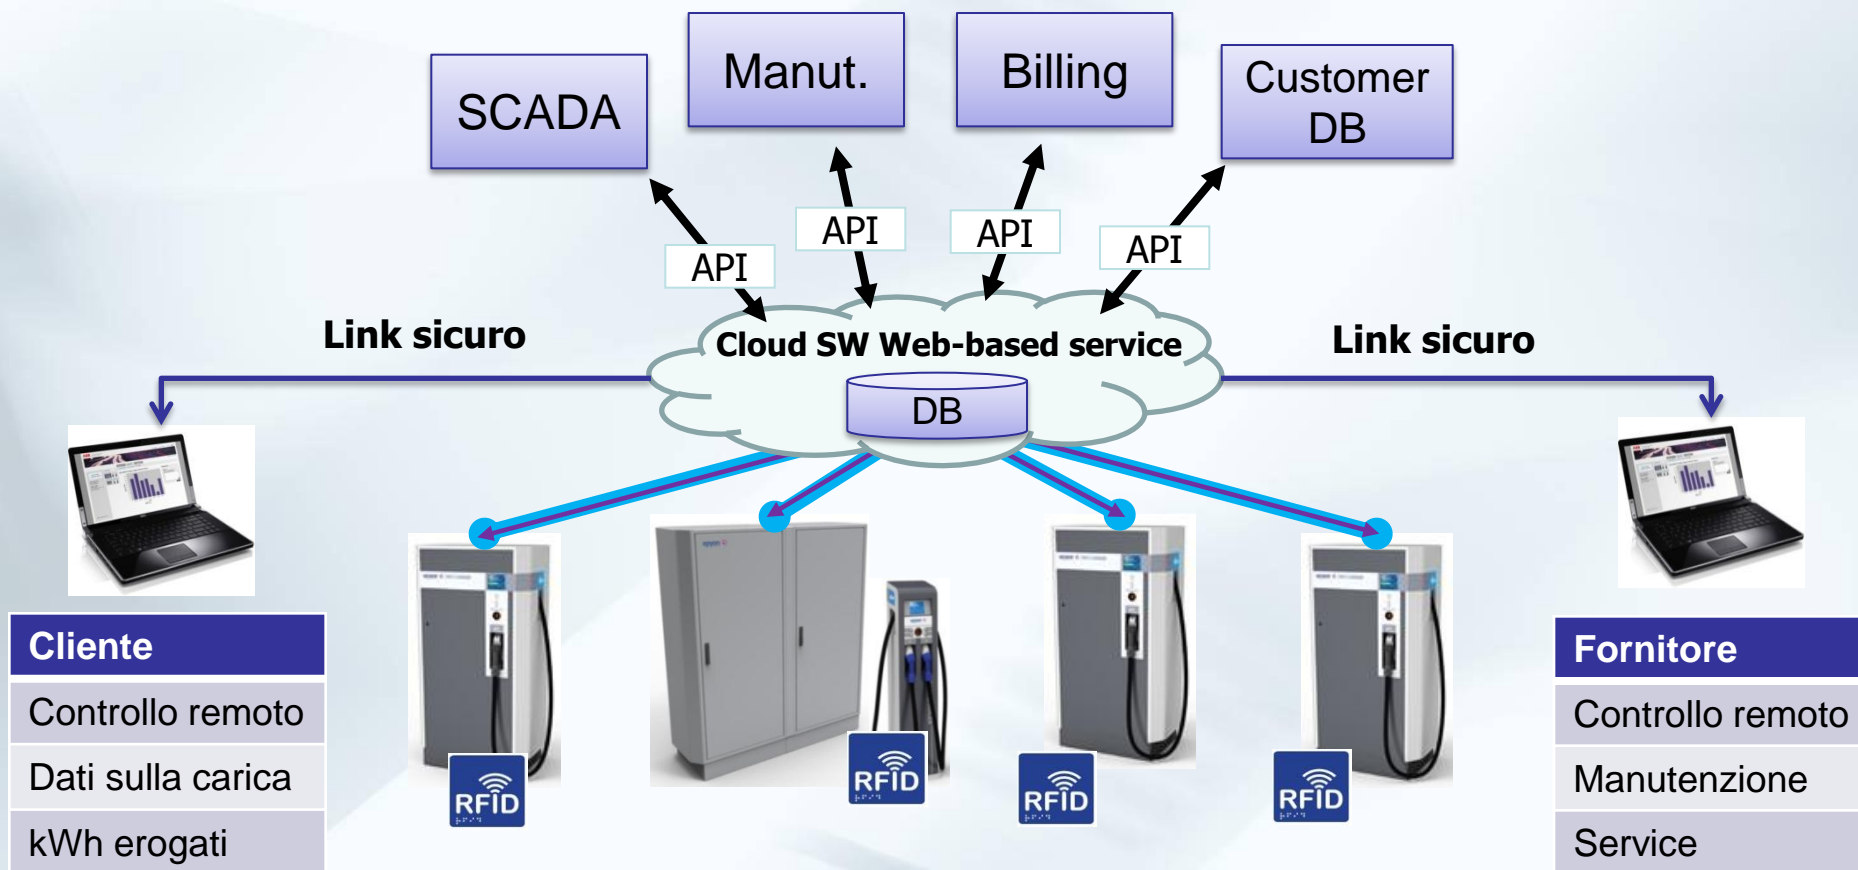 SCADA
Manut.
Billing
Customer
DB
API
API
API
API
Link sicuro
Cloud SW Web-based service
Link sicuro
DB
Cliente
Controllo remoto
Dati sulla carica
kWh erogati
RFID
RFID
RFID
RFID
Fornitore
Controllo remoto
Manutenzione
Service